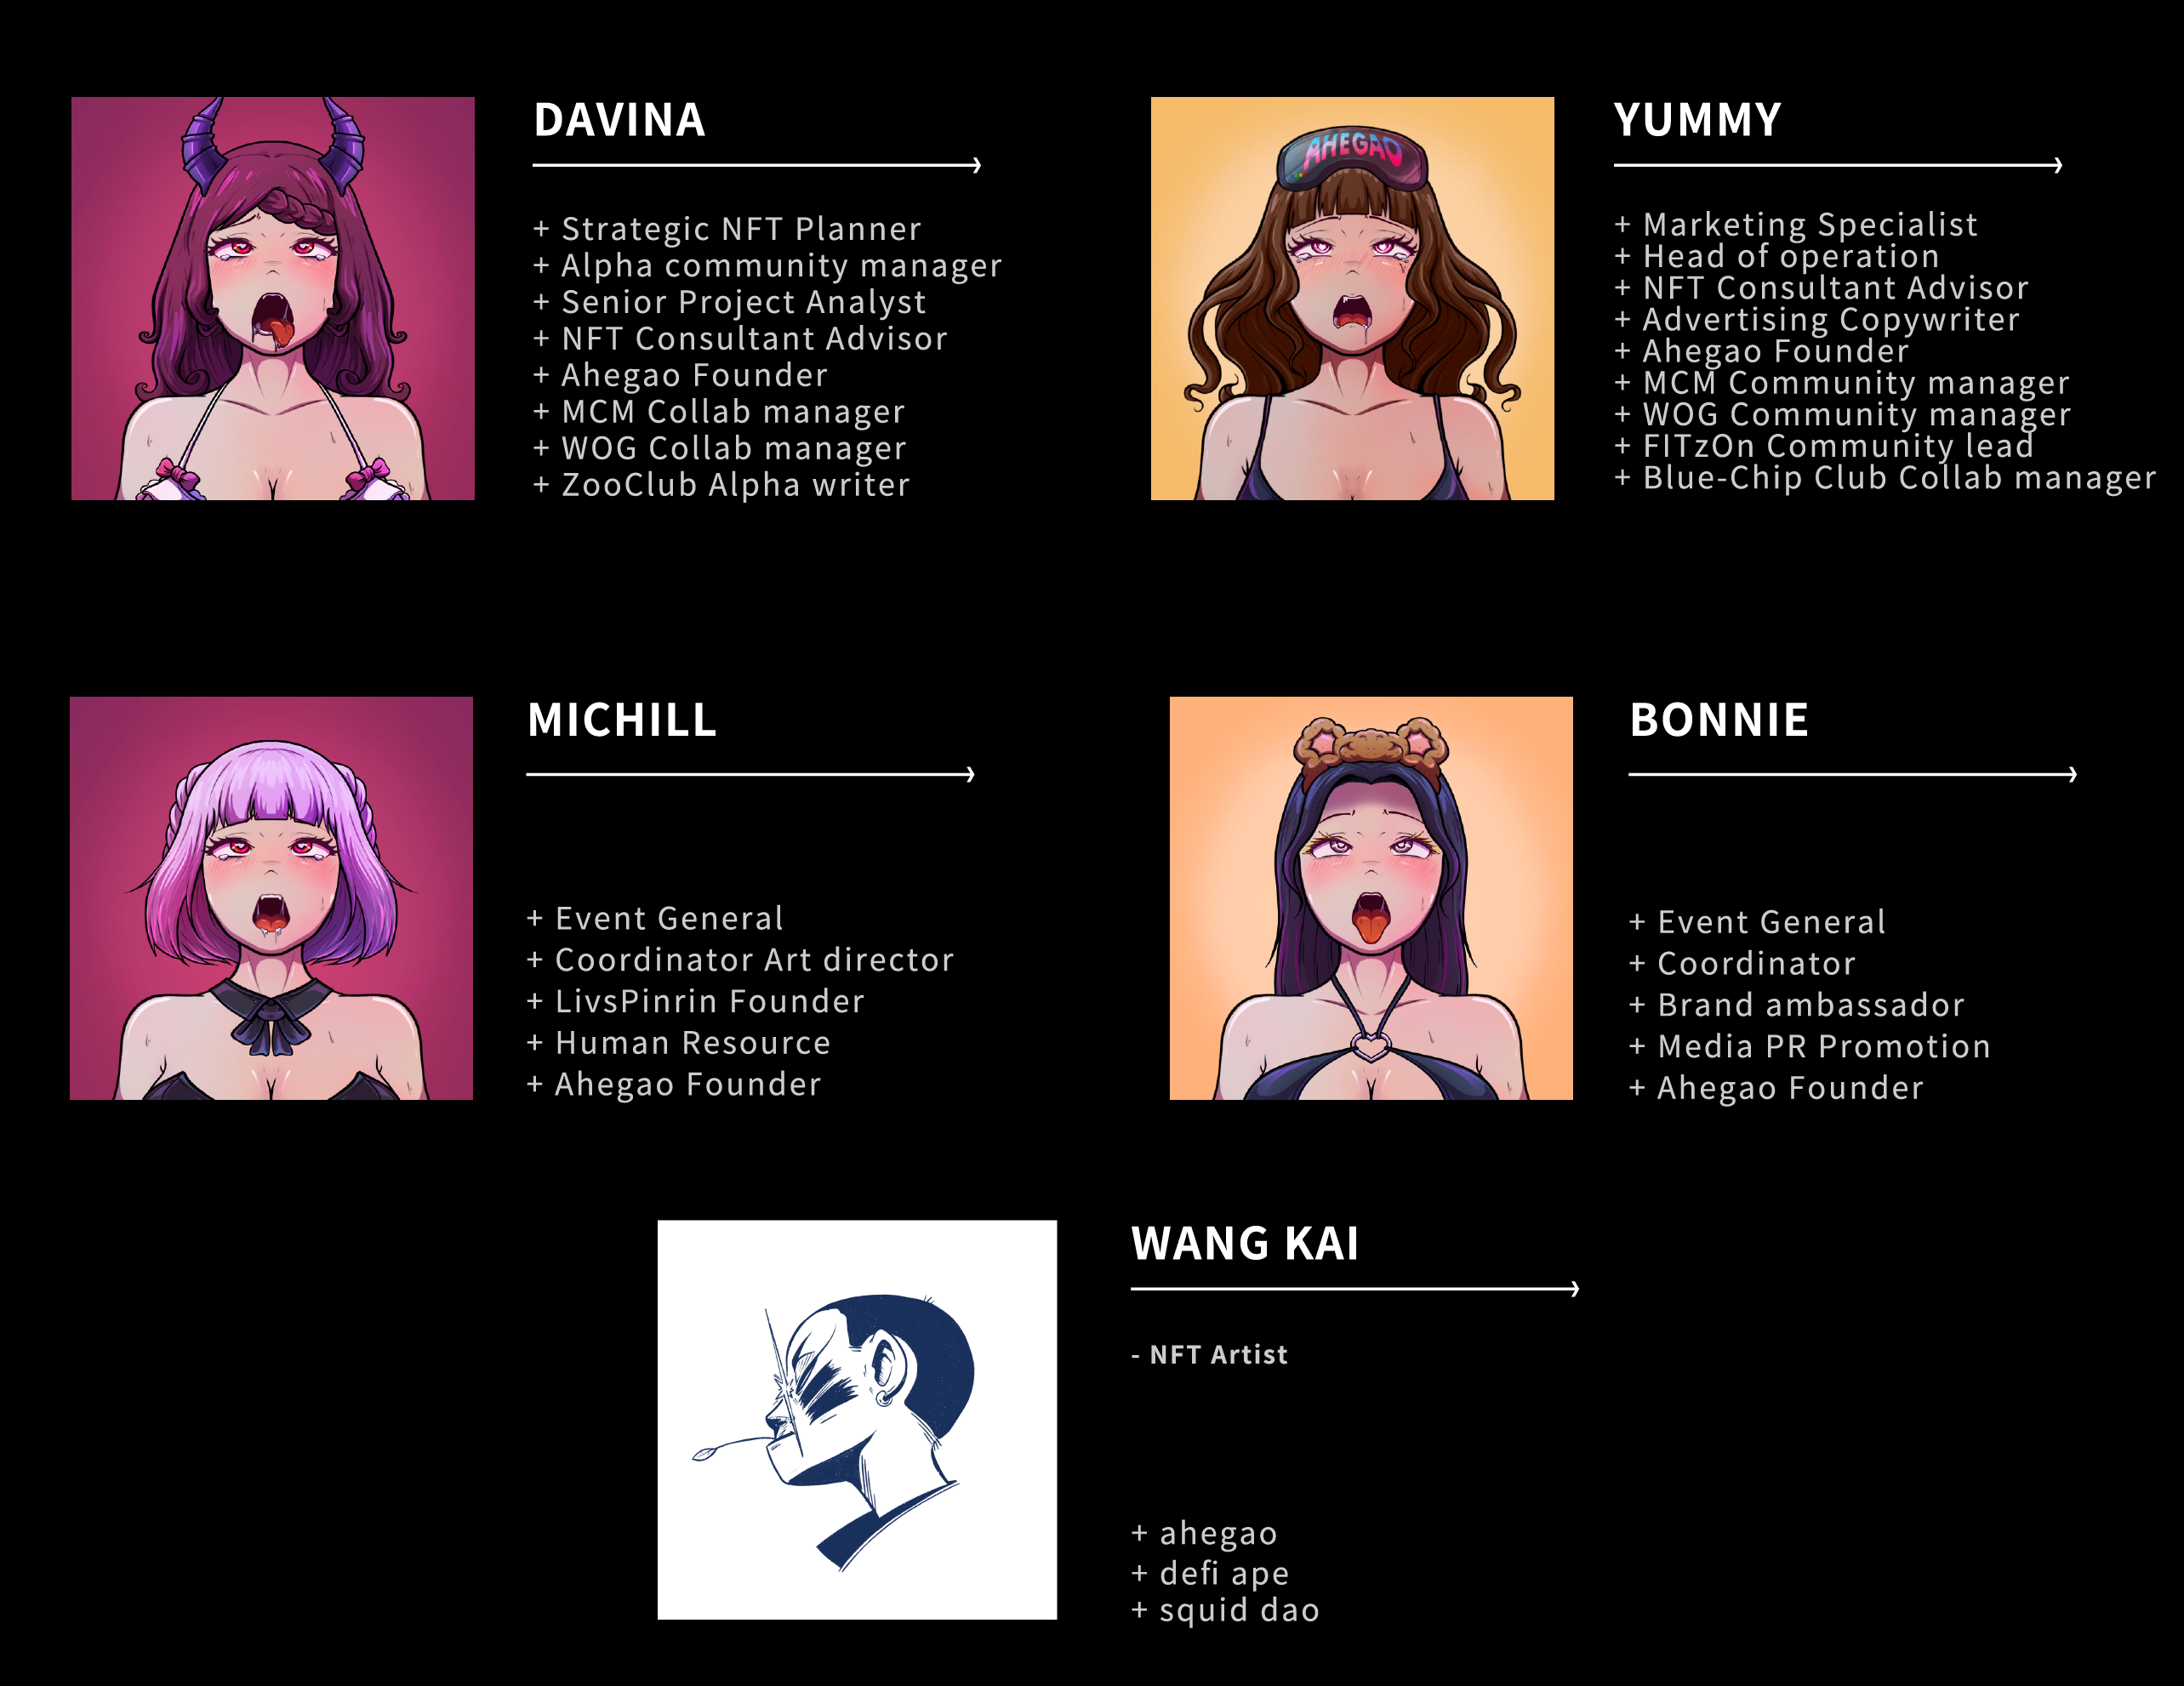 DAVINA
+ Strategic NFT Planner
+ Alpha community manager
+ Senior Project Analyst
+ NFT Consultant Advisor
+ Ahegao Founder
+ MCM Collab manager
+ WOG Collab manager
+ ZooClub Alpha writer
AHEGAO
YUMMY
+ Marketing Specialist
+ Head of operation
+ NFT Consultant Advisor
+ Advertising Copywriter
+ Ahegao Founder
+ MCM Community manager
+ WOG Community manager
+ FITzOn Community lead
+ Blue-Chip Club Collab manager
MICHILL
+ Event General
+ Coordinator Art director
+ LivsPinrin Founder
+ Human Resource
+ Ahegao Founder
BONNIE
+ Event General
+ Coordinator
+ Brand ambassador
+ Media PR Promotion
+ Ahegao Founder
WANG KAI
- NFT Artist
+ ahegao
+ defi ape
+ squid dao